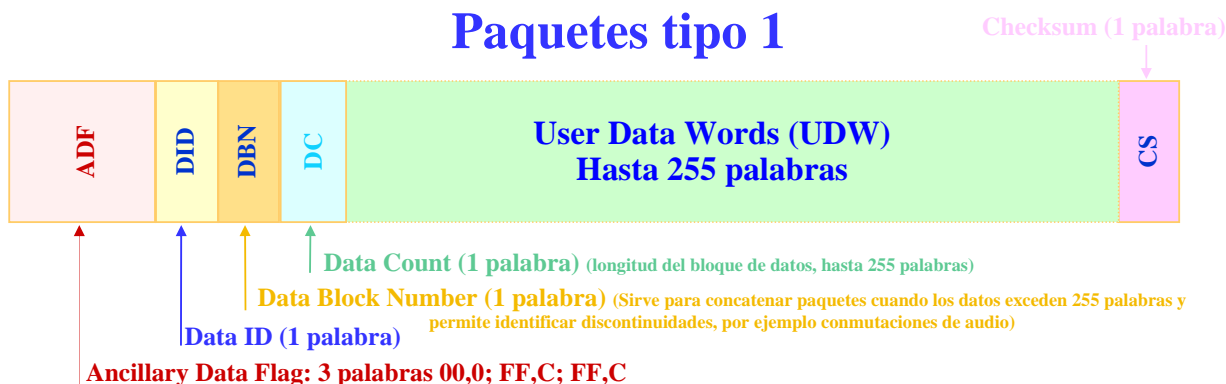 Paquetes tipo 1
Checksum (1 palabra)
ADF
DID
DBN
DC
User Data Words (UDW)
Hasta 255 palabras
CS
Data Count (1 palabra) (longitud del bloque de datos, hasta 255 palabras)
Data Block Number (1 palabra) (Sirve para concatenar paquetes cuando los datos exceden 255 palabras y
permite identificar discontinuidades, por ejemplo conmutaciones de audio)
Data ID (1 palabra)
Ancillary Data Flag: 3 palabras 00,0; FF,C; FF,C